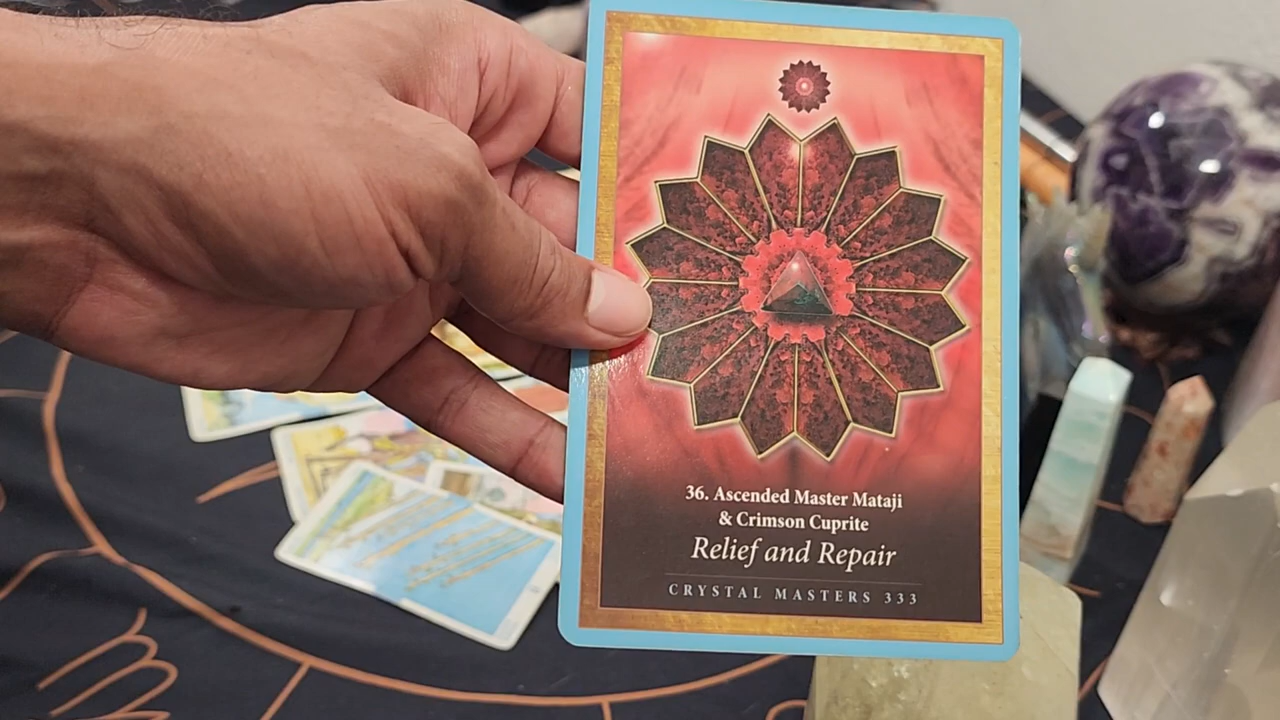 36. Ascended Master Mataji
& Crimson Cuprite
Relief and Repair
CRYSTAL MASTERS 333